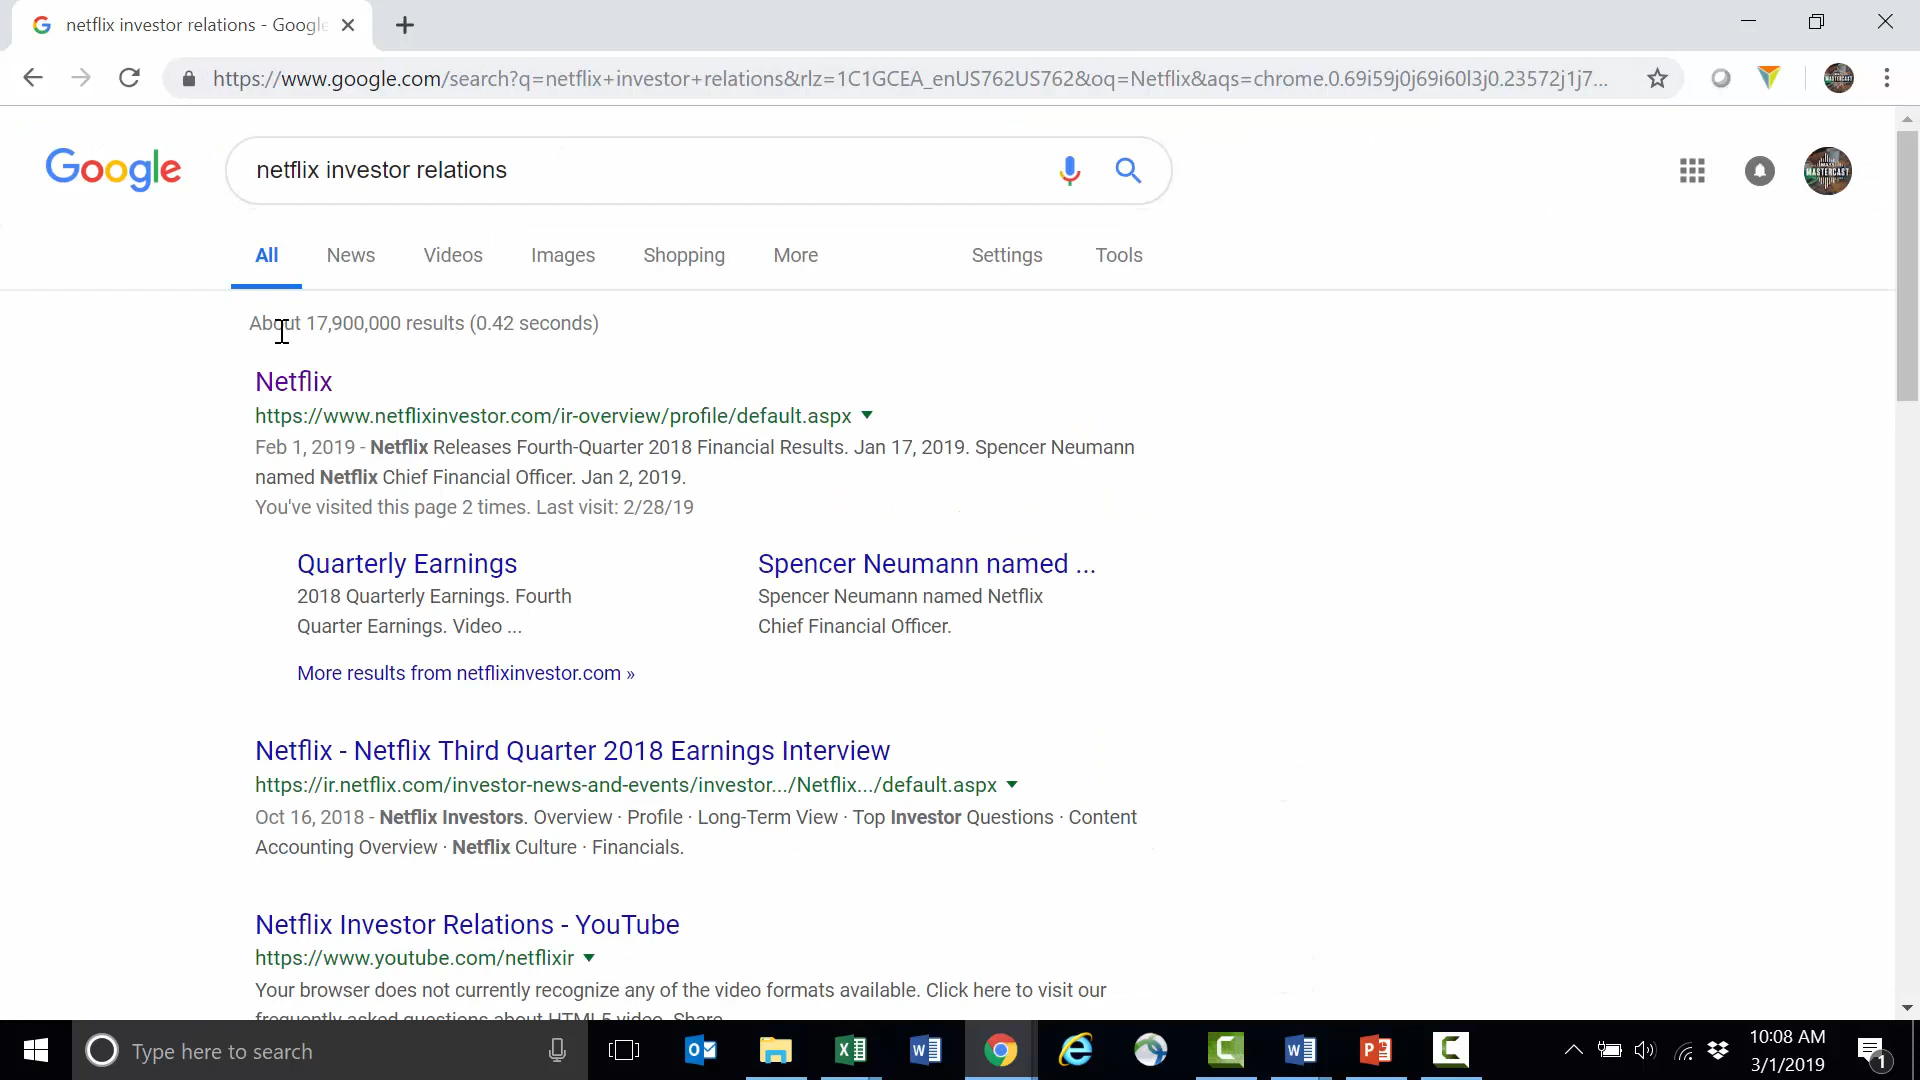 netflix investor relations - Google
https://www.google.com/search?q=netflix+investor+relations&rlz=1C1GCEA_enUS762US762&oq=Netflix&aqs=chrome.0.69i59j0j69i60l3j0.23572j1j7...
Google
netflix investor relations
MASTERCAST
All News Videos Images Shopping More Settings Tools
About 17,900,000 results (0.42 seconds)
Netflix
https://www.netflixinvestor.com/ir-overview/profile/default.aspx
Feb 1, 2019 - Netflix Releases Fourth-Quarter 2018 Financial Results. Jan 17, 2019. Spencer Neumann
named Netflix Chief Financial Officer. Jan 2, 2019.
You've visited this page 2 times. Last visit: 2/28/19
Quarterly Earnings
2018 Quarterly Earnings. Fourth
Quarter Earnings. Video ...
Spencer Neumann named ...
Spencer Neumann named Netflix
Chief Financial Officer.
More results from netflixinvestor.com »
Netflix - Netflix Third Quarter 2018 Earnings Interview
https://ir.netflix.com/investor-news-and-events/investor.../Netflix.../default.aspx
Oct 16, 2018 - Netflix Investors. Overview · Profile · Long-Term View · Top Investor Questions · Content
Accounting Overview · Netflix Culture · Financials.
Netflix Investor Relations - YouTube
https://www.youtube.com/netflixir
Your browser does not currently recognize any of the video formats available. Click here to visit our
frequently asked questions about HTML5 video. Share
Type here to search
10:08 AM
3/1/2019
1